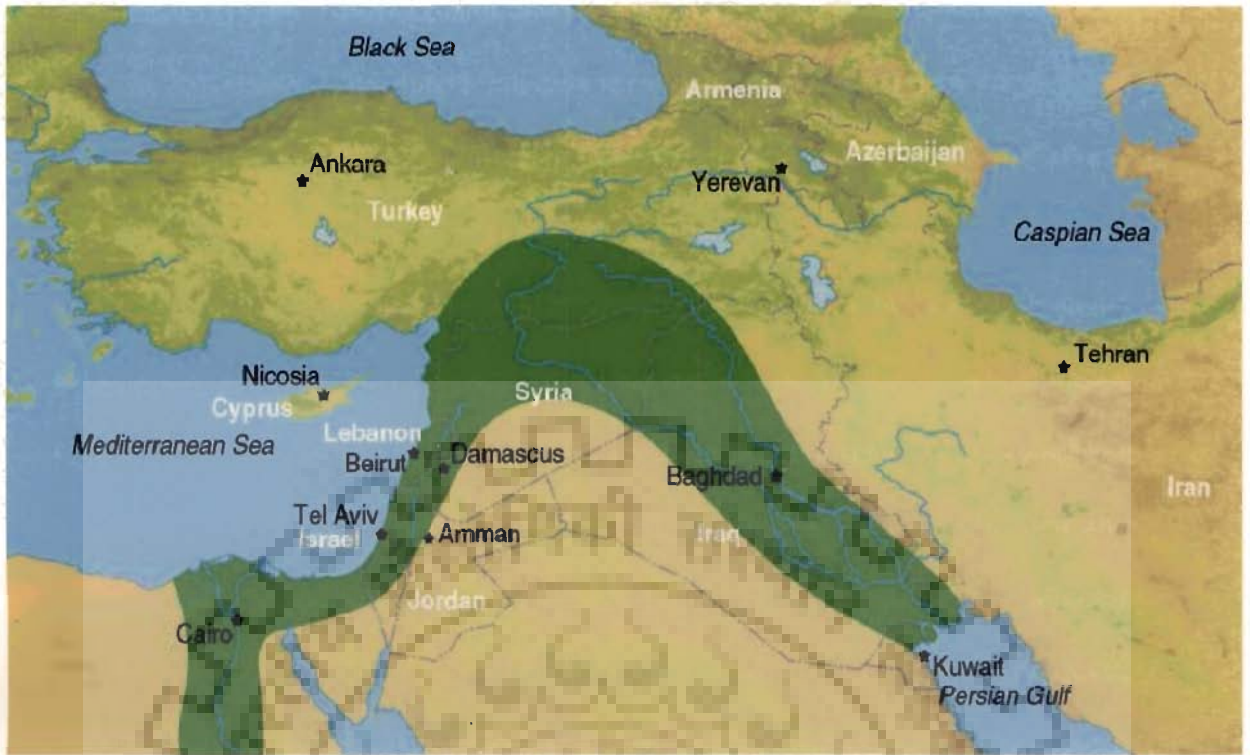 Black Sea
Armenia
Azerbaijan
Ankara
Yerevan
Turkey
Caspian Sea
Tehran
Nicosia
Cyprus
Syria
Lebanon
Mediterranean Sea
Beirut
Damascus
Baghdad
Iran
Tel Aviv
Israel
Amman
Iraq
Jordan
Cairo
Kuwait
Persian Gulf